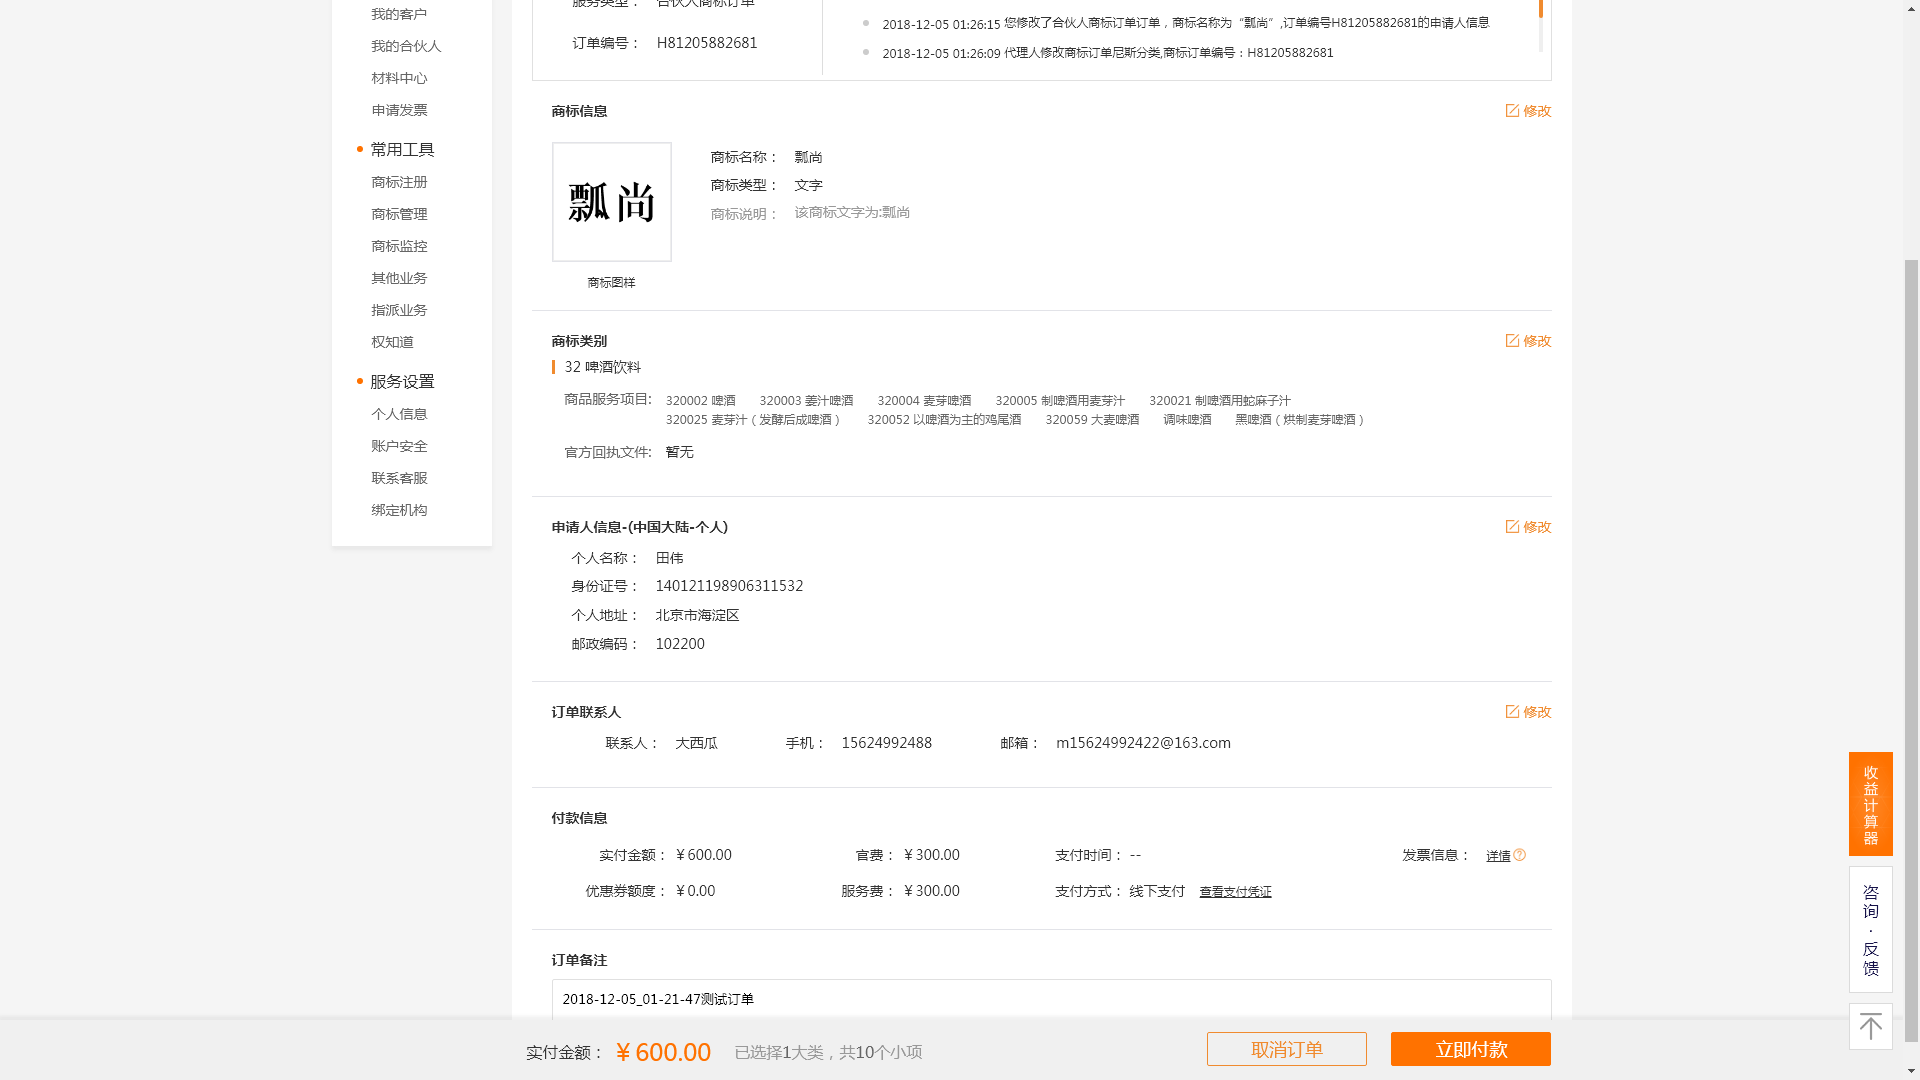 我的客户
我的合伙人
材料中心
申请发票
常用工具
商标注册
商标管理
商标监控
其他业务
指派业务
权知道
服务设置
个人信息
账户安全
联系客服
绑定机构
服务类型： 合伙人商标订单
订单编号： H81205882681
2018-12-05 01:26:15 您修改了合伙人商标订单订单，商标名称为“瓢尚”,订单编号H81205882681的申请人信息
2018-12-05 01:26:09 代理人修改商标订单尼斯分类,商标订单编号：H81205882681
商标信息 修改
瓢尚
商标图样
商标名称： 瓢尚
商标类型： 文字
商标说明： 该商标文字为:瓢尚
商标类别 修改
32 啤酒饮料
商品服务项目: 320002 啤酒 320003 姜汁啤酒 320004 麦芽啤酒 320005 制啤酒用麦芽汁 320021 制啤酒用蛇麻子汁
320025 麦芽汁（发酵后成啤酒） 320052 以啤酒为主的鸡尾酒 320059 大麦啤酒 调味啤酒 黑啤酒（烘制麦芽啤酒）
官方回执文件: 暂无
申请人信息-(中国大陆-个人) 修改
个人名称： 田伟
身份证号： 140121198906311532
个人地址： 北京市海淀区
邮政编码： 102200
订单联系人 修改
联系人： 大西瓜 手机： 15624992488 邮箱： m15624992422@163.com
付款信息
实付金额： ￥600.00 官费： ￥300.00 支付时间： -- 发票信息： 详情
优惠券额度： ￥0.00 服务费： ￥300.00 支付方式： 线下支付 查看支付凭证
订单备注
2018-12-05_01-21-47测试订单
实付金额： ￥600.00 已选择1大类，共10个小项 取消订单 立即付款
收益计算器
咨询·反馈